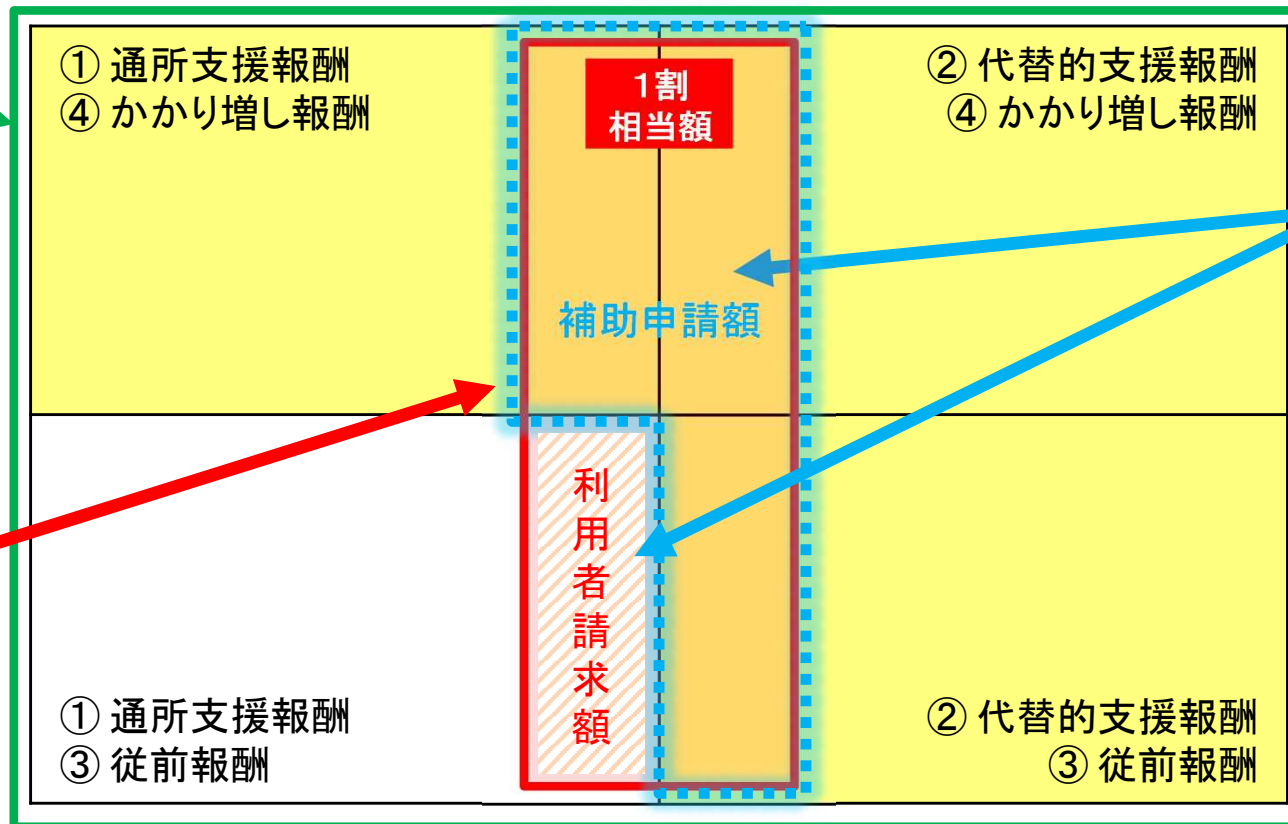 ① 通所支援報酬
④ かかり増し報酬
1割
相当額
② 代替的支援報酬
④ かかり増し報酬
補助申請額
利用者請求額
① 通所支援報酬
③ 従前報酬
② 代替的支援報酬
③ 従前報酬